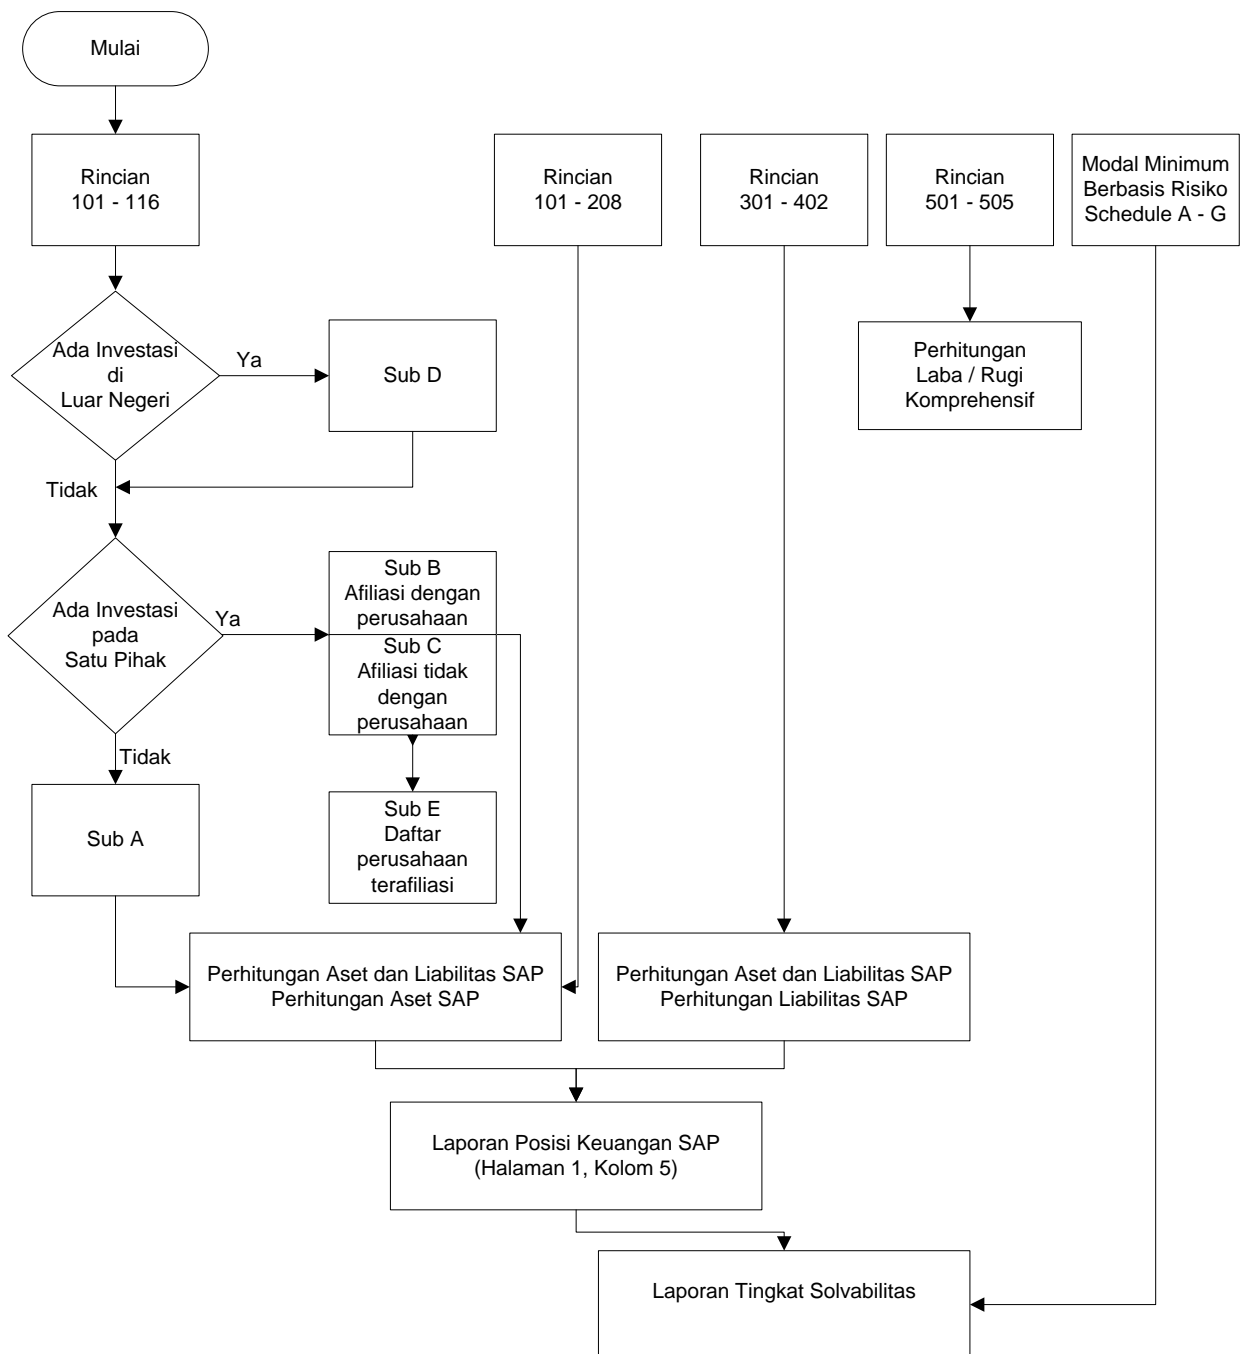 Mulai
Rincian
101 - 116
Rincian
101 - 208
Rincian
301 - 402
Rincian
501 - 505
Modal Minimum
Berbasis Risiko
Schedule A - G
Ada Investasi
di
Luar Negeri
Ya
Sub D
Perhitungan
Laba / Rugi
Komprehensif
Tidak
Ada Investasi
pada
Satu Pihak
Ya
Sub B
Afiliasi dengan
perusahaan
Sub C
Afiliasi tidak
dengan
perusahaan
Tidak
Sub A
Sub E
Daftar
perusahaan
terafiliasi
Perhitungan Aset dan Liabilitas SAP
Perhitungan Aset SAP
Perhitungan Aset dan Liabilitas SAP
Perhitungan Liabilitas SAP
Laporan Posisi Keuangan SAP
(Halaman 1, Kolom 5)
Laporan Tingkat Solvabilitas